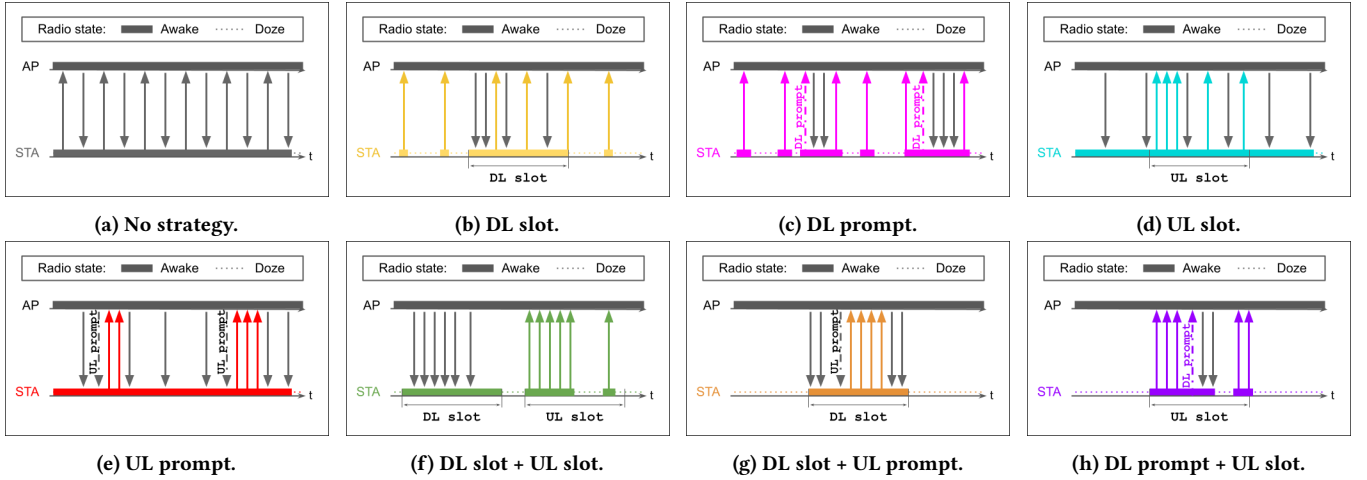 Radio state: Awake Doze
AP
STA
t
(a) No strategy.
Radio state: Awake Doze
AP
STA
t
DL slot
(b) DL slot.
Radio state: Awake Doze
AP
DL_prompt
DL_prompt
STA
t
(c) DL prompt.
Radio state: Awake Doze
AP
STA
t
UL slot
(d) UL slot.
Radio state: Awake Doze
AP
UL_prompt
UL_prompt
STA
t
(e) UL prompt.
Radio state: Awake Doze
AP
STA
t
DL slot UL slot
(f) DL slot + UL slot.
Radio state: Awake Doze
AP
UL_prompt
STA
t
DL slot
(g) DL slot + UL prompt.
Radio state: Awake Doze
AP
DL_prompt
STA
t
UL slot
(h) DL prompt + UL slot.